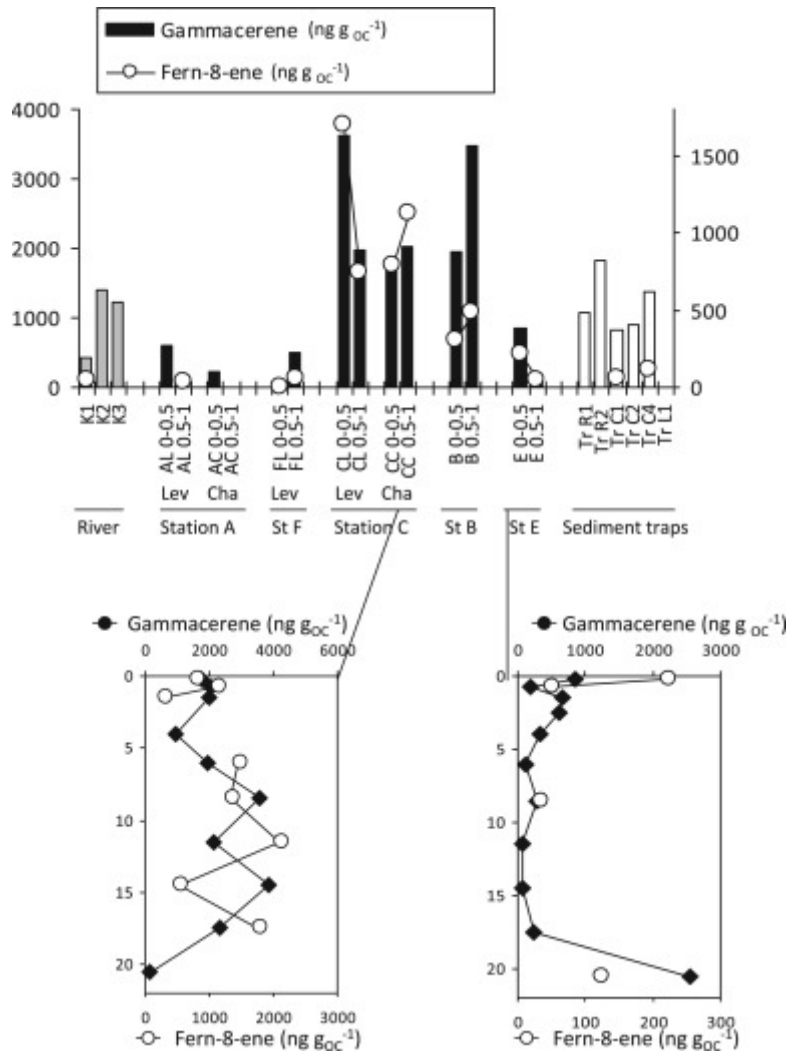 Gammacerene (ng g OC-1)
Fern-8-ene (ng g OC-1)
4000
3000
2000
1000
0
1500
1000
500
0
K1 K2 K3 AL 0-0.5 AL 0.5-1 AC 0-0.5 AC 0.5-1 FL 0-0.5 FL 0.5-1 CL 0-0.5 CL 0.5-1 CC 0-0.5 CC 0.5-1 B 0-0.5 B 0.5-1 E 0-0.5 E 0.5-1 Tr R1 Tr R2 Tr C1 Tr C2 Tr C4 Tr L1
Lev Cha Lev Lev Cha
River Station A St F Station C St B St E Sediment traps
Gammacerene (ng gOC-1)
0 2000 4000 6000
0
5
10
15
20
0 1000 2000 3000
Fern-8-ene (ng gOC-1)
Gammacerene (ng g OC-1)
0 1000 2000 3000
0
5
10
15
20
0 100 200 300
Fern-8-ene (ng gOC-1)